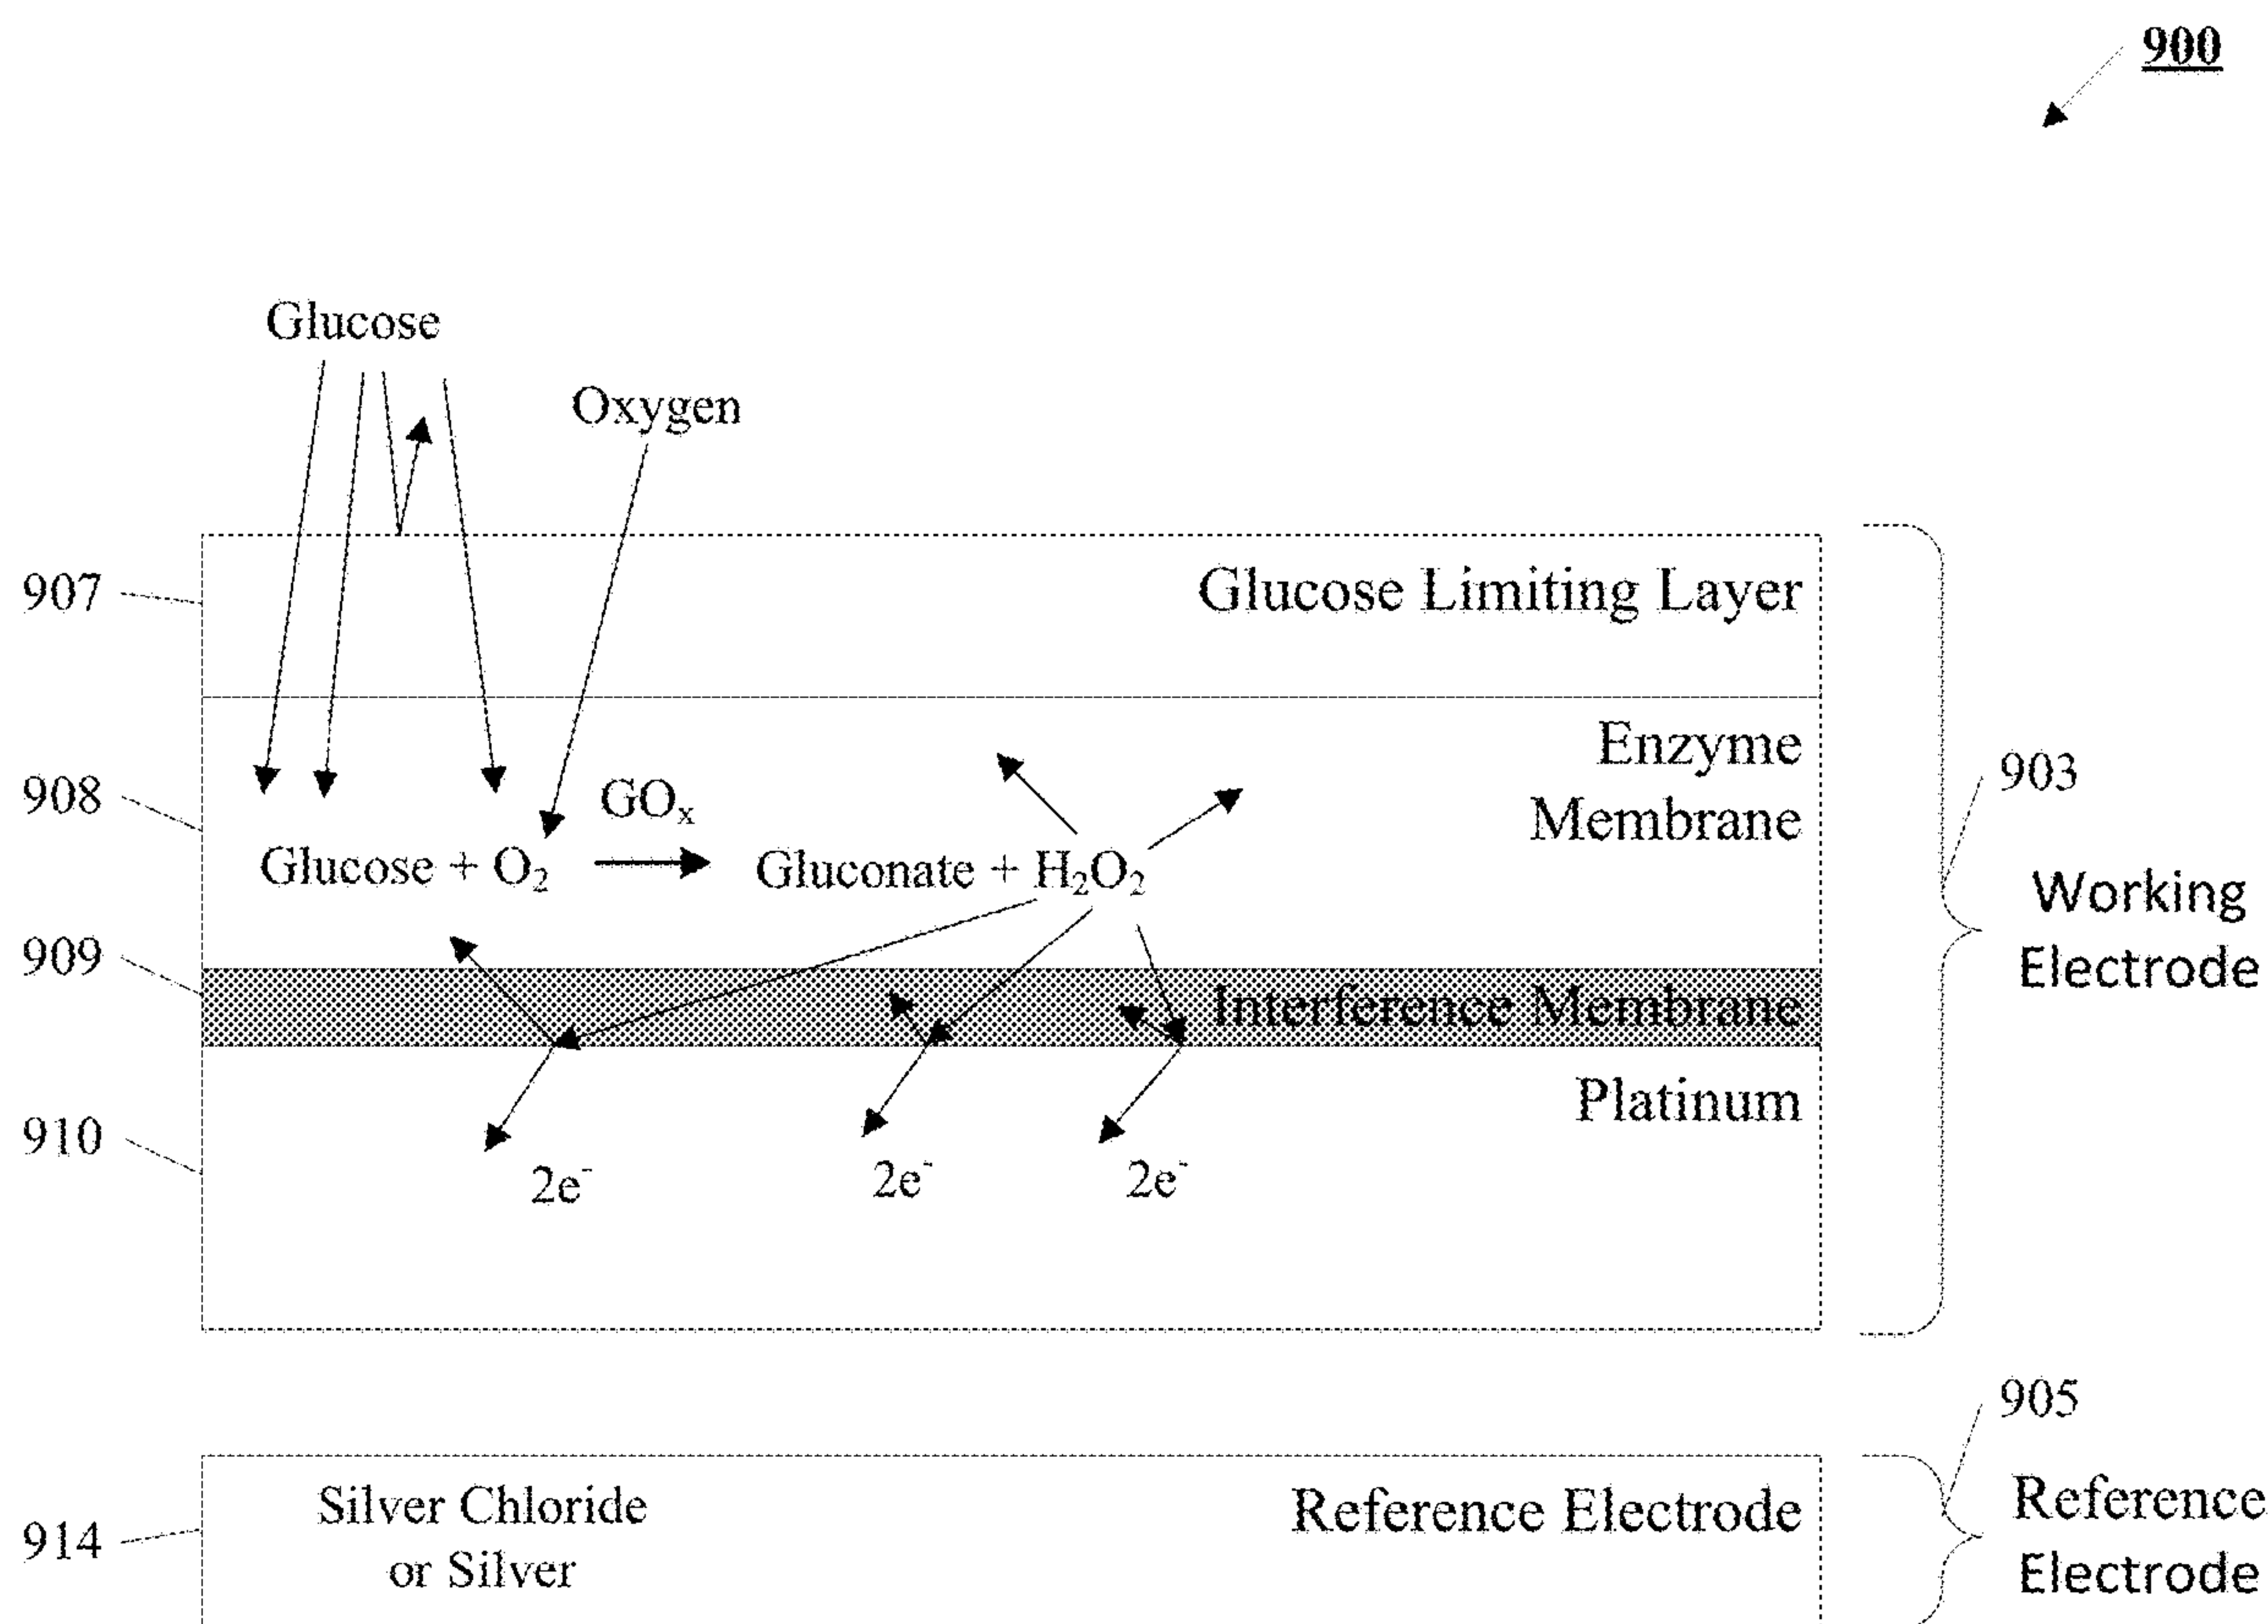 900
Glucose
Oxygen
907
Glucose Limiting Layer
Enzyme
Membrane
903
908
GOₓ
Glucose + O₂
Gluconate + H₂O₂
Working
Electrode
909
Interference Membrane
Platinum
910
2e⁻
2e⁻
2e⁻
905
Silver Chloride
or Silver
Reference Electrode
Reference
Electrode
914